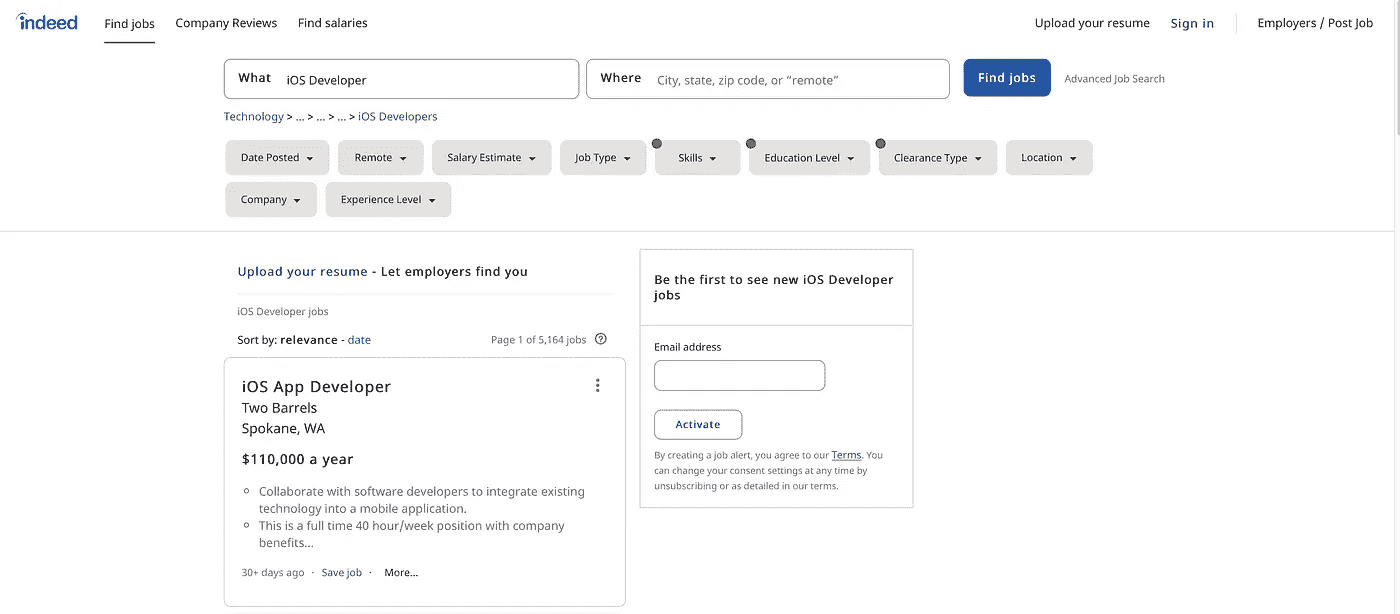 indeed Find jobs Company Reviews Find salaries Upload your resume Sign in Employers / Post Job
What iOS Developer Where City, state, zip code, or “remote” Find jobs Advanced Job Search
Technology > ... > ... > ... > iOS Developers
Date Posted Remote Salary Estimate Job Type Skills Education Level Clearance Type Location
Company Experience Level
Upload your resume - Let employers find you
iOS Developer jobs
Sort by: relevance - date Page 1 of 5,164 jobs ?
iOS App Developer
Two Barrels
Spokane, WA
$110,000 a year
Collaborate with software developers to integrate existing
technology into a mobile application.
This is a full time 40 hour/week position with company
benefits...
30+ days ago · Save job · More...
Be the first to see new iOS Developer
jobs
Email address
Activate
By creating a job alert, you agree to our Terms. You
can change your consent settings at any time by
unsubscribing or as detailed in our terms.